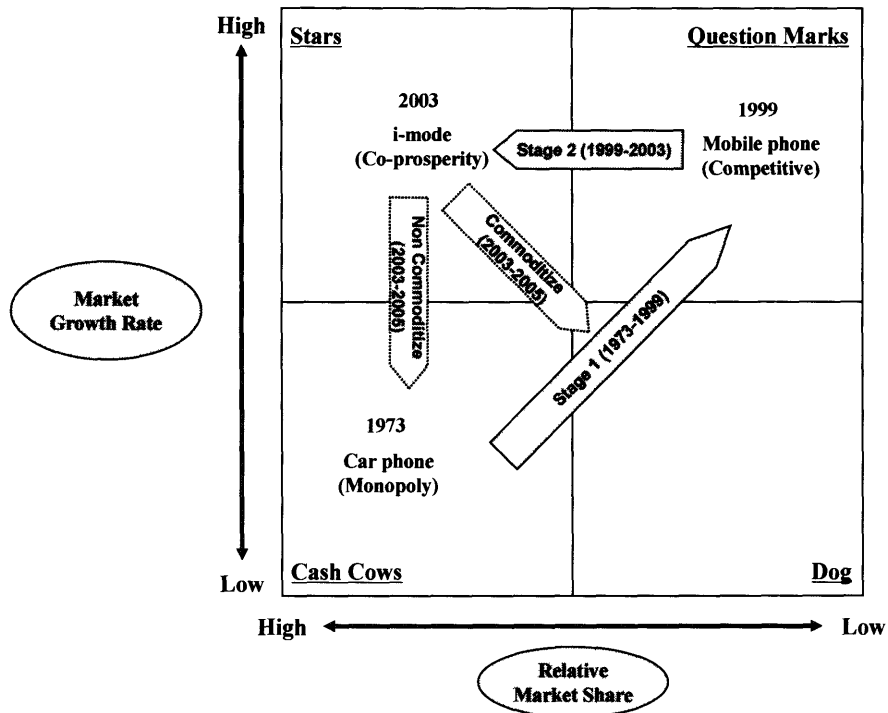 High
Stars
Question Marks
2003
i-mode
(Co-prosperity)
Stage 2 (1999-2003)
1999
Mobile phone
(Competitive)
Non Commoditize
(2003-2005)
Commoditize
(2003-2005)
Stage 1 (1973-1999)
Market
Growth Rate
1973
Car phone
(Monopoly)
Low
Cash Cows
Dog
High
Low
Relative
Market Share